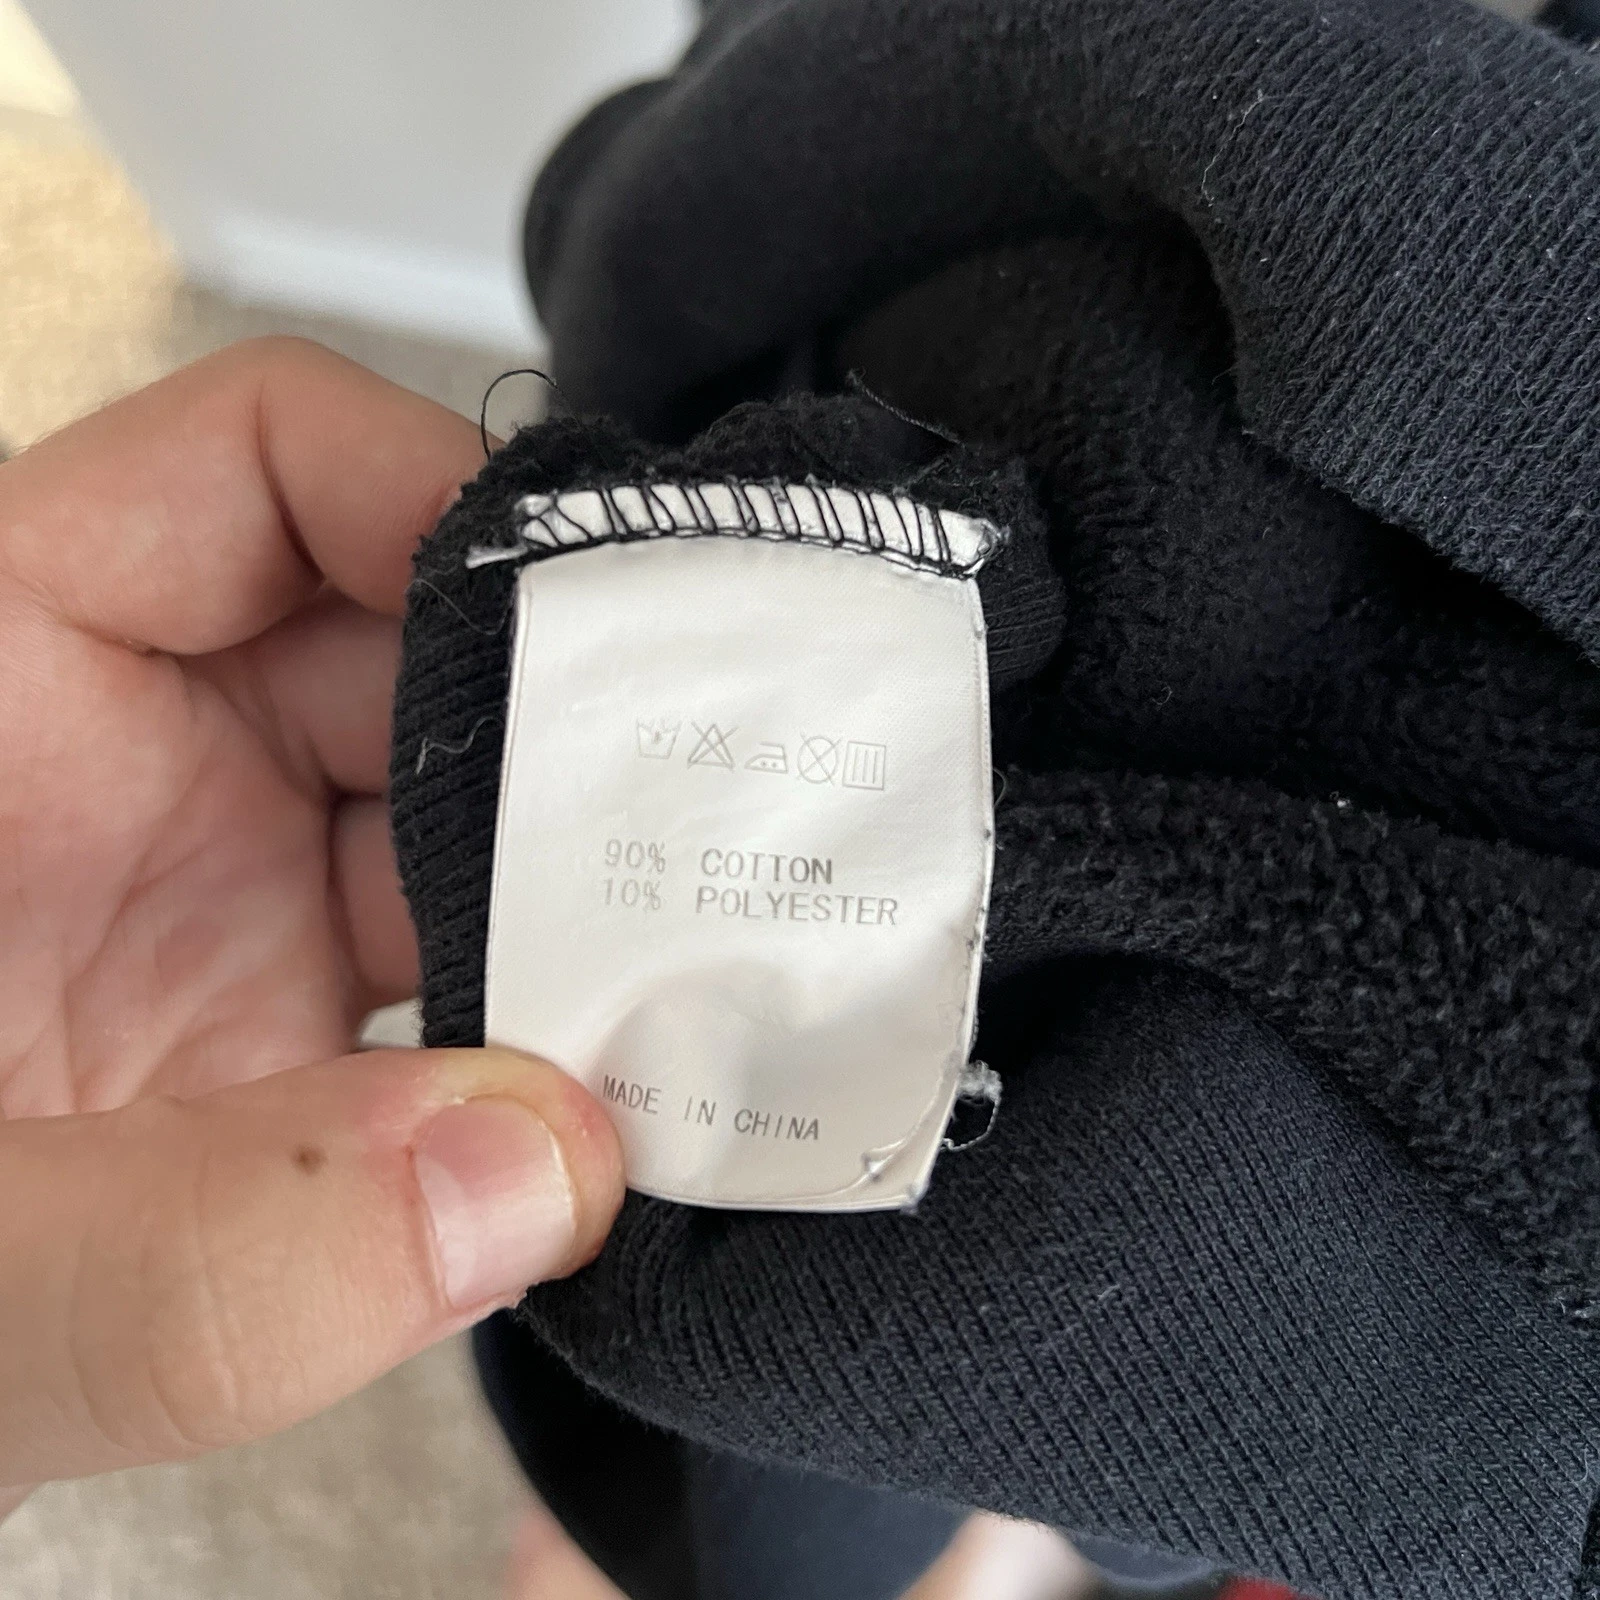 90% COTTON
10% POLYESTER
MADE IN CHINA